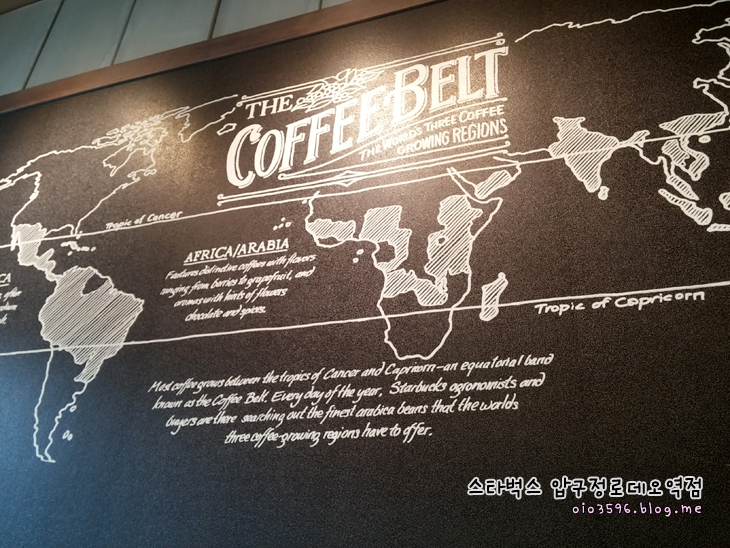 THE
COFFEE BELT
THE WORLD'S THREE COFFEE
GROWING REGIONS
Tropic of Cancer
AFRICA/ARABIA
Features distinctive coffees with flavors
ranging from berries to grapefruit, and
aromas with hints of flowers
chocolate and spices.
CA
Tropic of Capricorn
Most coffee grows between the tropics of Cancer and Capricorn-an equatorial band
known as the Coffee Belt. Every day of the year, Starbucks agronomists and
buyers are there searching out the finest arabica beans that the worlds
three coffee-growing regions have to offer.
스타벅스 압구정로데오역점
oio3596.blog.me